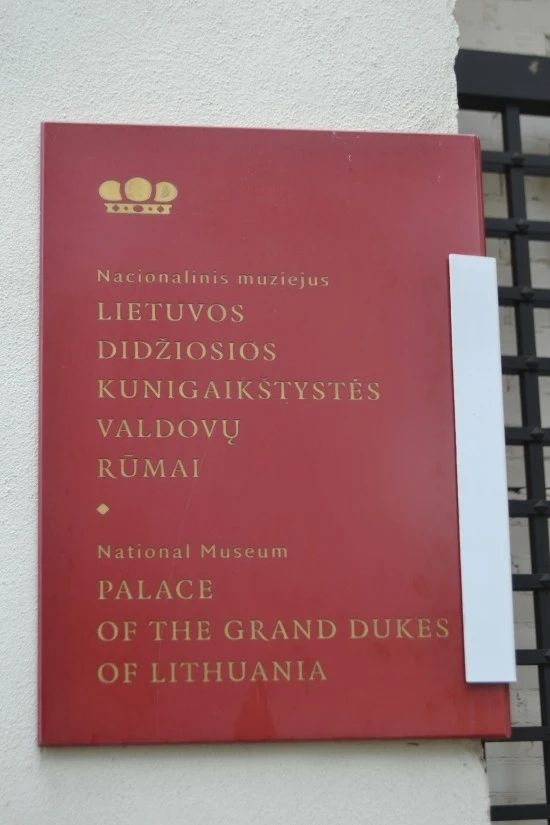 Nacionalinis muziejus
LIETUVOS
DIDŽIOSIOS
KUNIGAIKŠTYSTĖS
VALDOVŲ
RŪMAI
National Museum
PALACE
OF THE GRAND DUKES
OF LITHUANIA